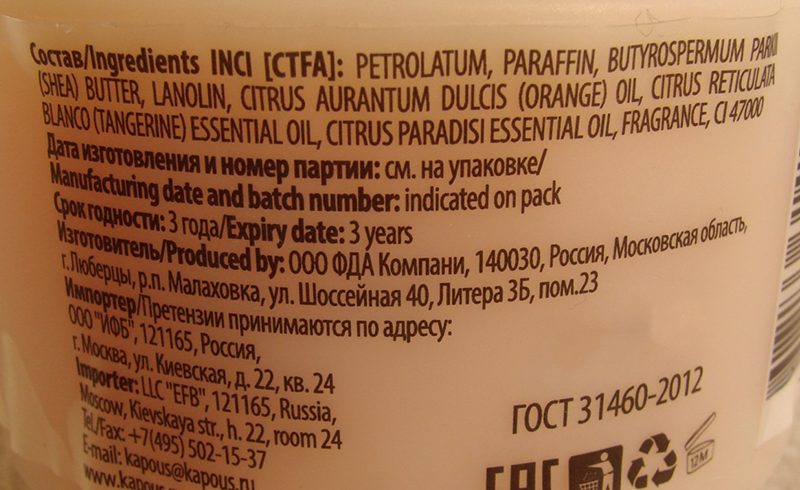 Состав/Ingredients INCI [CTFA]: PETROLATUM, PARAFFIN, BUTYROSPERMUM PARKII
(SHEA) BUTTER, LANOLIN, CITRUS AURANTUM DULCIS (ORANGE) OIL, CITRUS RETICULATA
BLANCO (TANGERINE) ESSENTIAL OIL, CITRUS PARADISI ESSENTIAL OIL, FRAGRANCE, CI 47000
Дата изготовления и номер партии: см. на упаковке/
Manufacturing date and batch number: indicated on pack
Срок годности: 3 года/Expiry date: 3 years
Изготовитель/Produced by: ООО ФДА Компани, 140030, Россия, Московская область,
г.Люберцы, р.п. Малаховка, ул. Шоссейная 40, Литера 3Б, пом.23
Импортер/Претензии принимаются по адресу:
ООО "ИФБ", 121165, Россия,
г. Москва, ул. Киевская, д. 22, кв. 24
Importer: LLC "EFB", 121165, Russia,
Moscow, Kievskaya str., h. 22, room 24
Tel./Fax: +7(495) 502-15-37
E-mail: kapous@kapous.ru
www.kapous
ГОСТ 31460-2012
EAC
12M